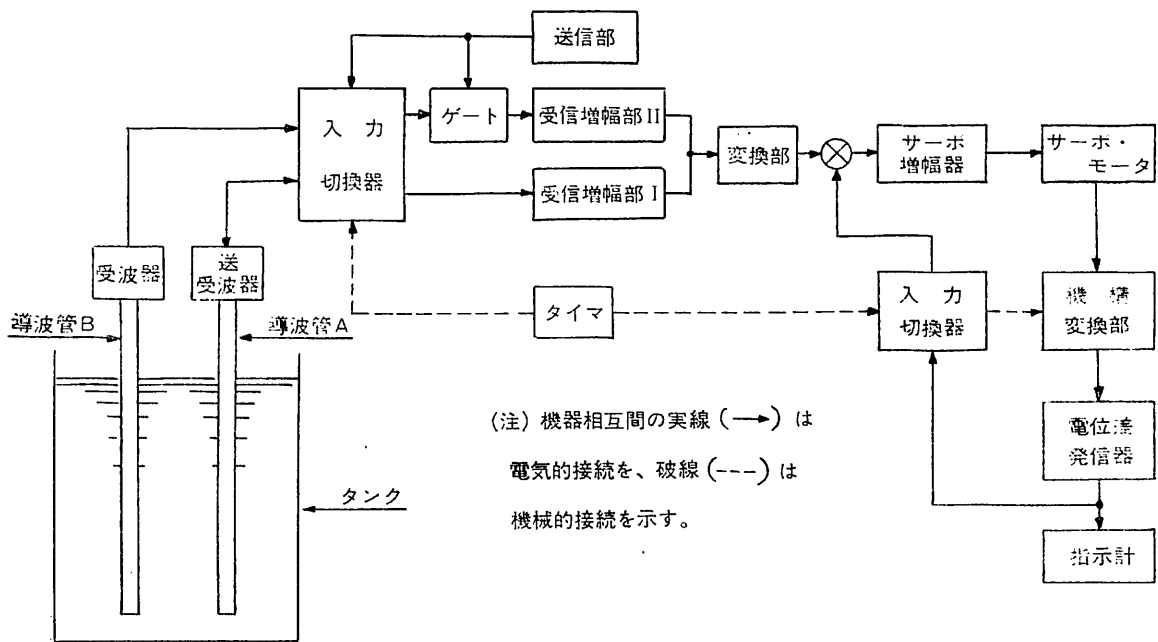 送信部
入力
切換器
ゲート
受信増幅部II
受信増幅部I
変換部
サーボ
増幅器
サーボ・
モータ
受波器
送
受波器
導波管B
導波管A
タイマ
入力
切換器
機構
変換部
電位差
発信器
指示計
タンク
(注) 機器相互間の実線 (→) は
電気的接続を、破線 (---) は
機械的接続を示す。